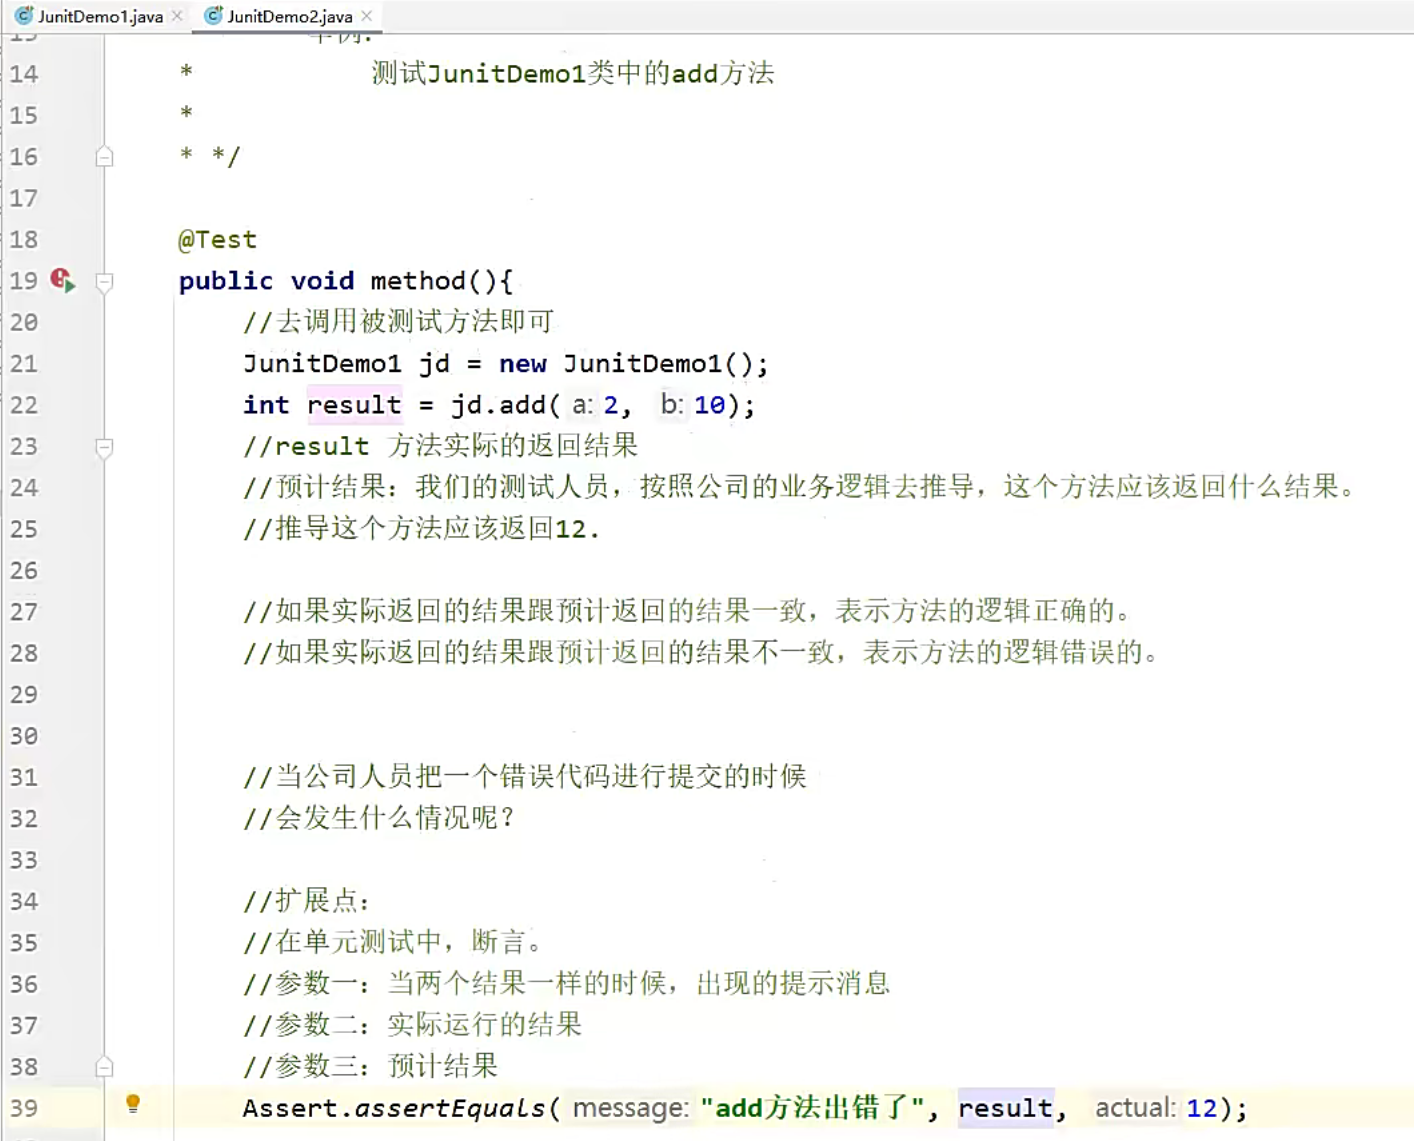 JunitDemo1.java × JunitDemo2.java ×
14 * 测试JunitDemo1类中的add方法
15 *
16 * */
17
18 @Test
19 public void method(){
20 //去调用被测试方法即可
21 JunitDemo1 jd = new JunitDemo1();
22 int result = jd.add( a: 2, b: 10);
23 //result 方法实际的返回结果
24 //预计结果：我们的测试人员，按照公司的业务逻辑去推导，这个方法应该返回什么结果。
25 //推导这个方法应该返回12.
26
27 //如果实际返回的结果跟预计返回的结果一致，表示方法的逻辑正确的。
28 //如果实际返回的结果跟预计返回的结果不一致，表示方法的逻辑错误的。
29
30
31 //当公司人员把一个错误代码进行提交的时候
32 //会发生什么情况呢？
33
34 //扩展点：
35 //在单元测试中，断言。
36 //参数一：当两个结果一样的时候，出现的提示消息
37 //参数二：实际运行的结果
38 //参数三：预计结果
39 Assert.assertEquals( message: "add方法出错了", result, actual: 12);